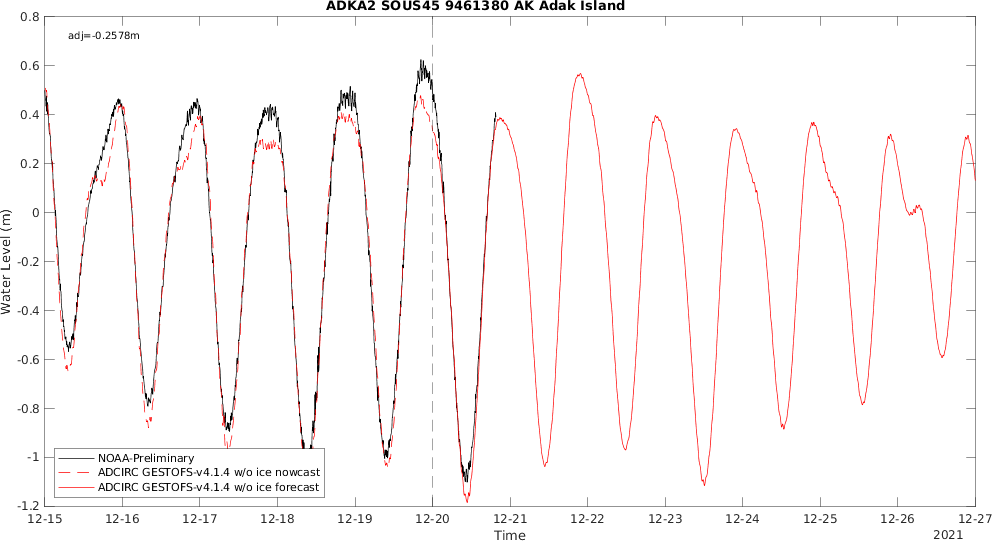 ADKA2 SOUS45 9461380 AK Adak Island
adj=-0.2578m
0.8
0.6
0.4
0.2
0
-0.2
-0.4
-0.6
-0.8
-1
-1.2
Water Level (m)
NOAA-Preliminary
ADCIRC GESTOFS-v4.1.4 w/o ice nowcast
ADCIRC GESTOFS-v4.1.4 w/o ice forecast
12-15 12-16 12-17 12-18 12-19 12-20 12-21 12-22 12-23 12-24 12-25 12-26 12-27
Time
2021